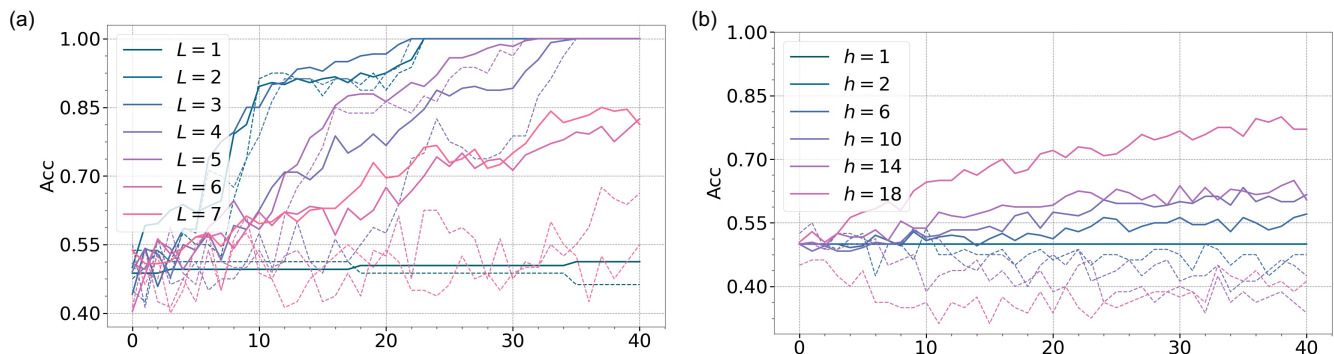 (a)
Acc
1.00
0.85
0.70
0.55
0.40
L = 1
L = 2
L = 3
L = 4
L = 5
L = 6
L = 7
0 10 20 30 40
(b)
Acc
1.00
0.85
0.70
0.55
0.40
h = 1
h = 2
h = 6
h = 10
h = 14
h = 18
0 10 20 30 40